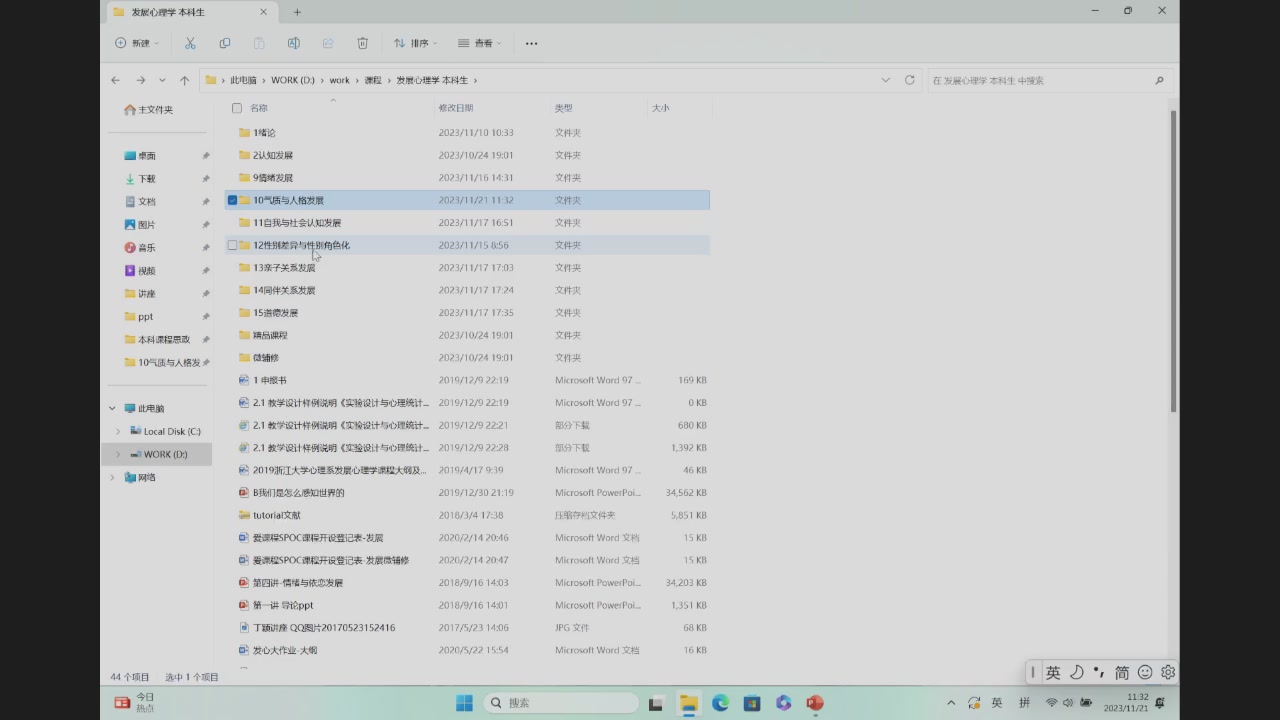 发展心理学 本科生
新建
排序
查看
此电脑 > WORK (D:) > work > 课程 > 发展心理学 本科生 >
在 发展心理学 本科生 中搜索
主文件夹
桌面
下载
文档
图片
音乐
视频
讲座
ppt
本科课程思政
10气质与人格发
此电脑
Local Disk (C:)
WORK (D:)
网络
名称 修改日期 类型 大小
1绪论 2023/11/10 10:33 文件夹
2认知发展 2023/10/24 19:01 文件夹
9情绪发展 2023/11/16 14:31 文件夹
10气质与人格发展 2023/11/21 11:32 文件夹
11自我与社会认知发展 2023/11/17 16:51 文件夹
12性别差异与性别角色化 2023/11/15 8:56 文件夹
13亲子关系发展 2023/11/17 17:03 文件夹
14同伴关系发展 2023/11/17 17:24 文件夹
15道德发展 2023/11/17 17:35 文件夹
精品课程 2023/10/24 19:01 文件夹
微辅修 2023/10/24 19:01 文件夹
1 申报书 2019/12/9 22:19 Microsoft Word 97 ... 169 KB
2.1 教学设计样例说明《实验设计与心理统计... 2019/12/9 22:19 Microsoft Word 97 ... 0 KB
2.1 教学设计样例说明《实验设计与心理统计... 2019/12/9 22:21 部分下载 680 KB
2.1 教学设计样例说明《实验设计与心理统计... 2019/12/9 22:28 部分下载 1,392 KB
2019浙江大学心理系发展心理学课程大纲及... 2019/4/17 9:39 Microsoft Word 97 ... 46 KB
B我们是怎么感知世界的 2019/12/30 21:19 Microsoft PowerPoi... 34,562 KB
tutorial文献 2018/3/4 17:38 压缩存档文件夹 5,851 KB
爱课程SPOC课程开设登记表-发展 2020/2/14 20:46 Microsoft Word 文档 15 KB
爱课程SPOC课程开设登记表-发展微辅修 2020/2/14 20:47 Microsoft Word 文档 15 KB
第四讲-情绪与依恋发展 2018/9/16 14:03 Microsoft PowerPoi... 34,203 KB
第一讲 导论ppt 2018/9/16 14:01 Microsoft PowerPoi... 1,351 KB
丁颖讲座 QQ图片20170523152416 2017/5/23 14:06 JPG 文件 68 KB
发心大作业-大纲 2020/5/22 15:54 Microsoft Word 文档 16 KB
44 个项目 选中 1 个项目
英 简
今日
热点
搜索
英 拼
11:32
2023/11/21